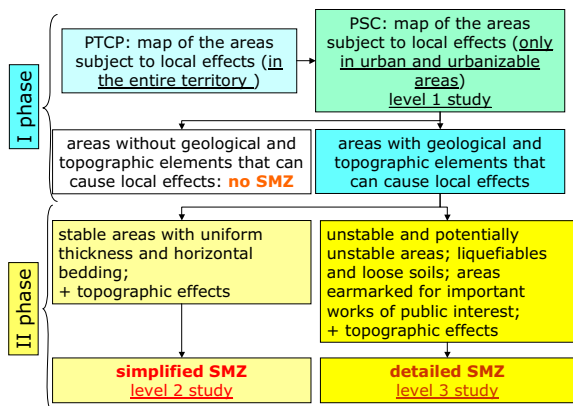 I phase
PTCP: map of the areas
subject to local effects (in
the entire territory )
PSC: map of the areas
subject to local effects (only
in urban and urbanizable
areas)
level 1 study
areas without geological and
topographic elements that can
cause local effects: no SMZ
areas with geological and
topographic elements that
can cause local effects
II phase
stable areas with uniform
thickness and horizontal
bedding;
+ topographic effects
unstable and potentially
unstable areas; liquefiables
and loose soils; areas
earmarked for important
works of public interest;
+ topographic effects
simplified SMZ
level 2 study
detailed SMZ
level 3 study